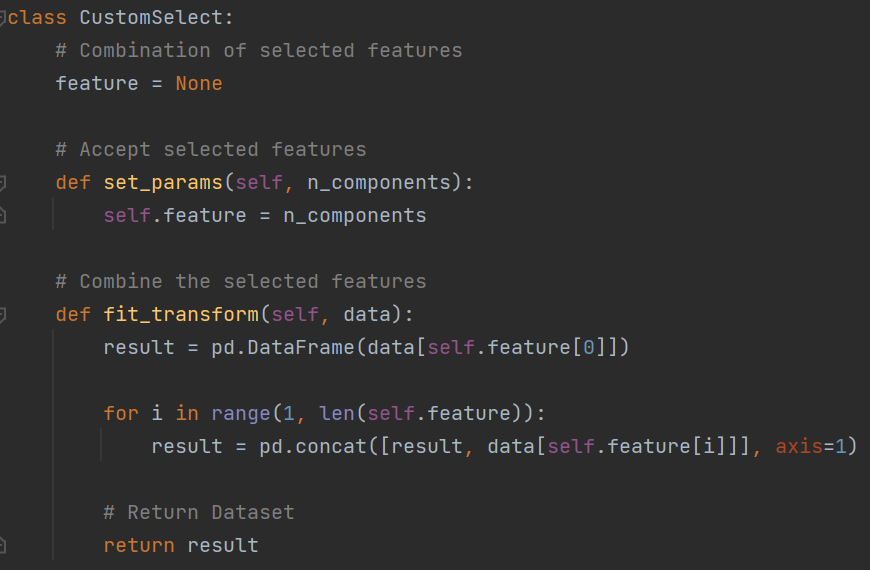 class CustomSelect:
    # Combination of selected features
    feature = None
    # Accept selected features
    def set_params(self, n_components):
        self.feature = n_components
    # Combine the selected features
    def fit_transform(self, data):
        result = pd.DataFrame(data[self.feature[0]])
        for i in range(1, len(self.feature)):
            result = pd.concat([result, data[self.feature[i]]], axis=1)
        # Return Dataset
        return result